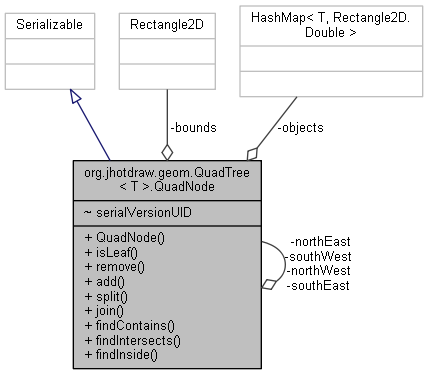 Serializable
Rectangle2D
HashMap< T, Rectangle2D.
Double >
-bounds
-objects
org.jhotdraw.geom.QuadTree
< T >.QuadNode
~ serialVersionUID
+ QuadNode()
+ isLeaf()
+ remove()
+ add()
+ split()
+ join()
+ findContains()
+ findIntersects()
+ findInside()
-northEast
-southWest
-northWest
-southEast